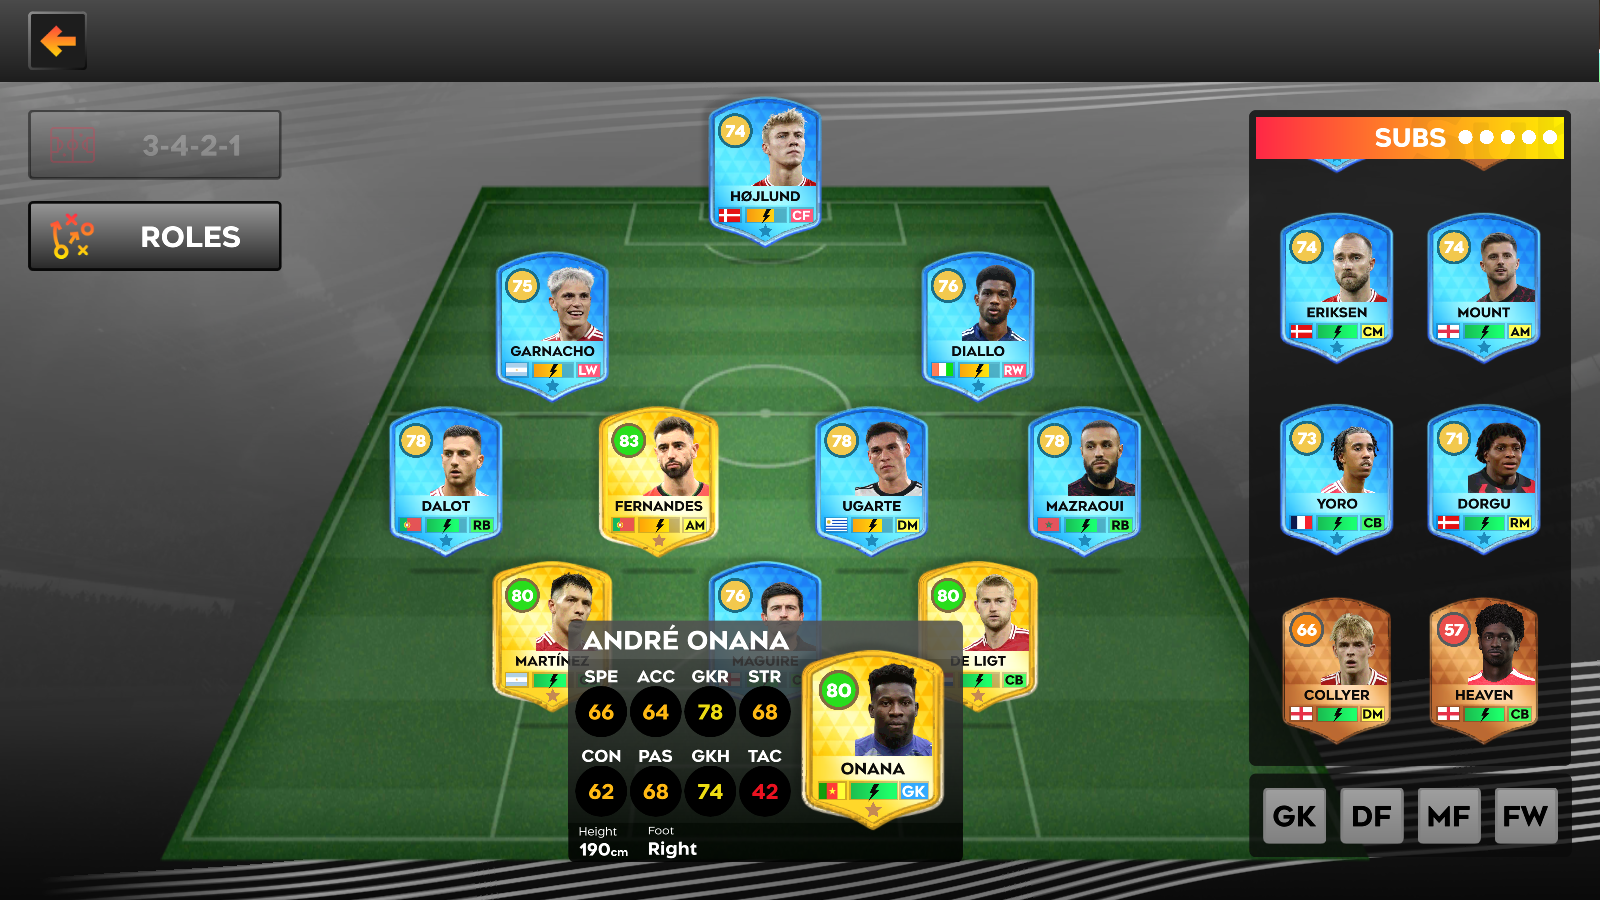 3-4-2-1
ROLES
74
HØJLUND
CF
75
GARNACHO
LW
76
DIALLO
RW
78
DALOT
RB
83
FERNANDES
AM
78
UGARTE
DM
78
MAZRAOUI
RB
80
MARTÍNEZ
76
MAGUIRE
80
DE LIGT
CB
ANDRÉ ONANA
SPE ACC GKR STR
66 64 78 68
CON PAS GKH TAC
62 68 74 42
Height Foot
190cm Right
80
ONANA
GK
SUBS
74
ERIKSEN
CM
74
MOUNT
AM
73
YORO
CB
71
DORGU
RM
66
COLLYER
DM
57
HEAVEN
CB
GK DF MF FW